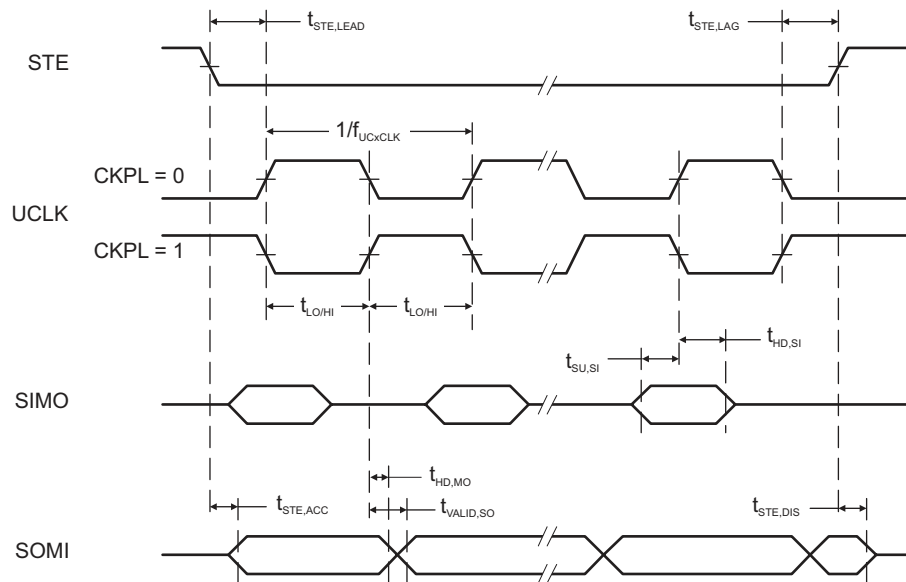 tSTE,LEAD
tSTE,LAG
STE
1/fUCxCLK
CKPL = 0
UCLK
CKPL = 1
tLO/HI
tLO/HI
tHD,SI
tSU,SI
SIMO
tHD,MO
tSTE,ACC
tVALID,SO
tSTE,DIS
SOMI